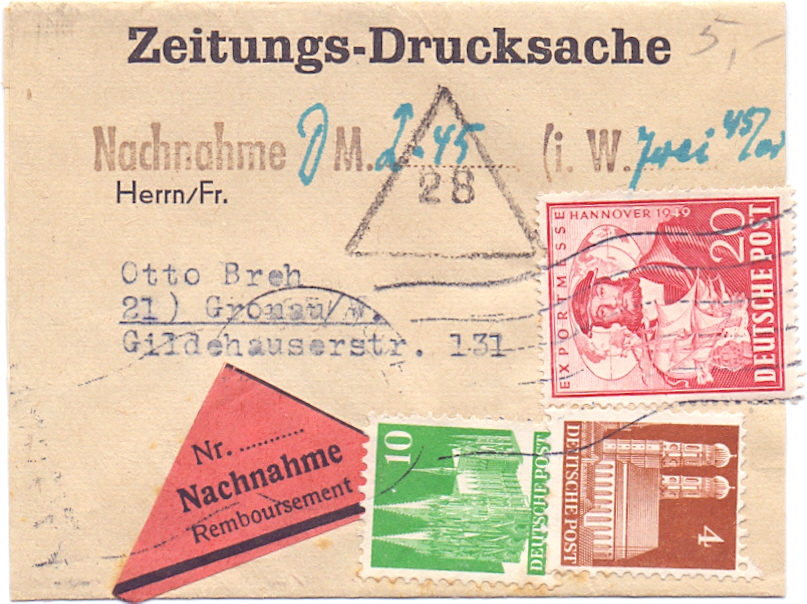 Zeitungs-Drucksache
5,-
Nachnahme DM. 2.45 (i. W. zwei 45/
28
Herrn/Fr.
Otto Breh
21) Gronau/W.
Gildehauserstr. 131
EXPORTMESSE HANNOVER 1949
20
DEUTSCHE POST
Nr. ............
Nachnahme
Remboursement
10
DEUTSCHE POST
DEUTSCHE POST
4